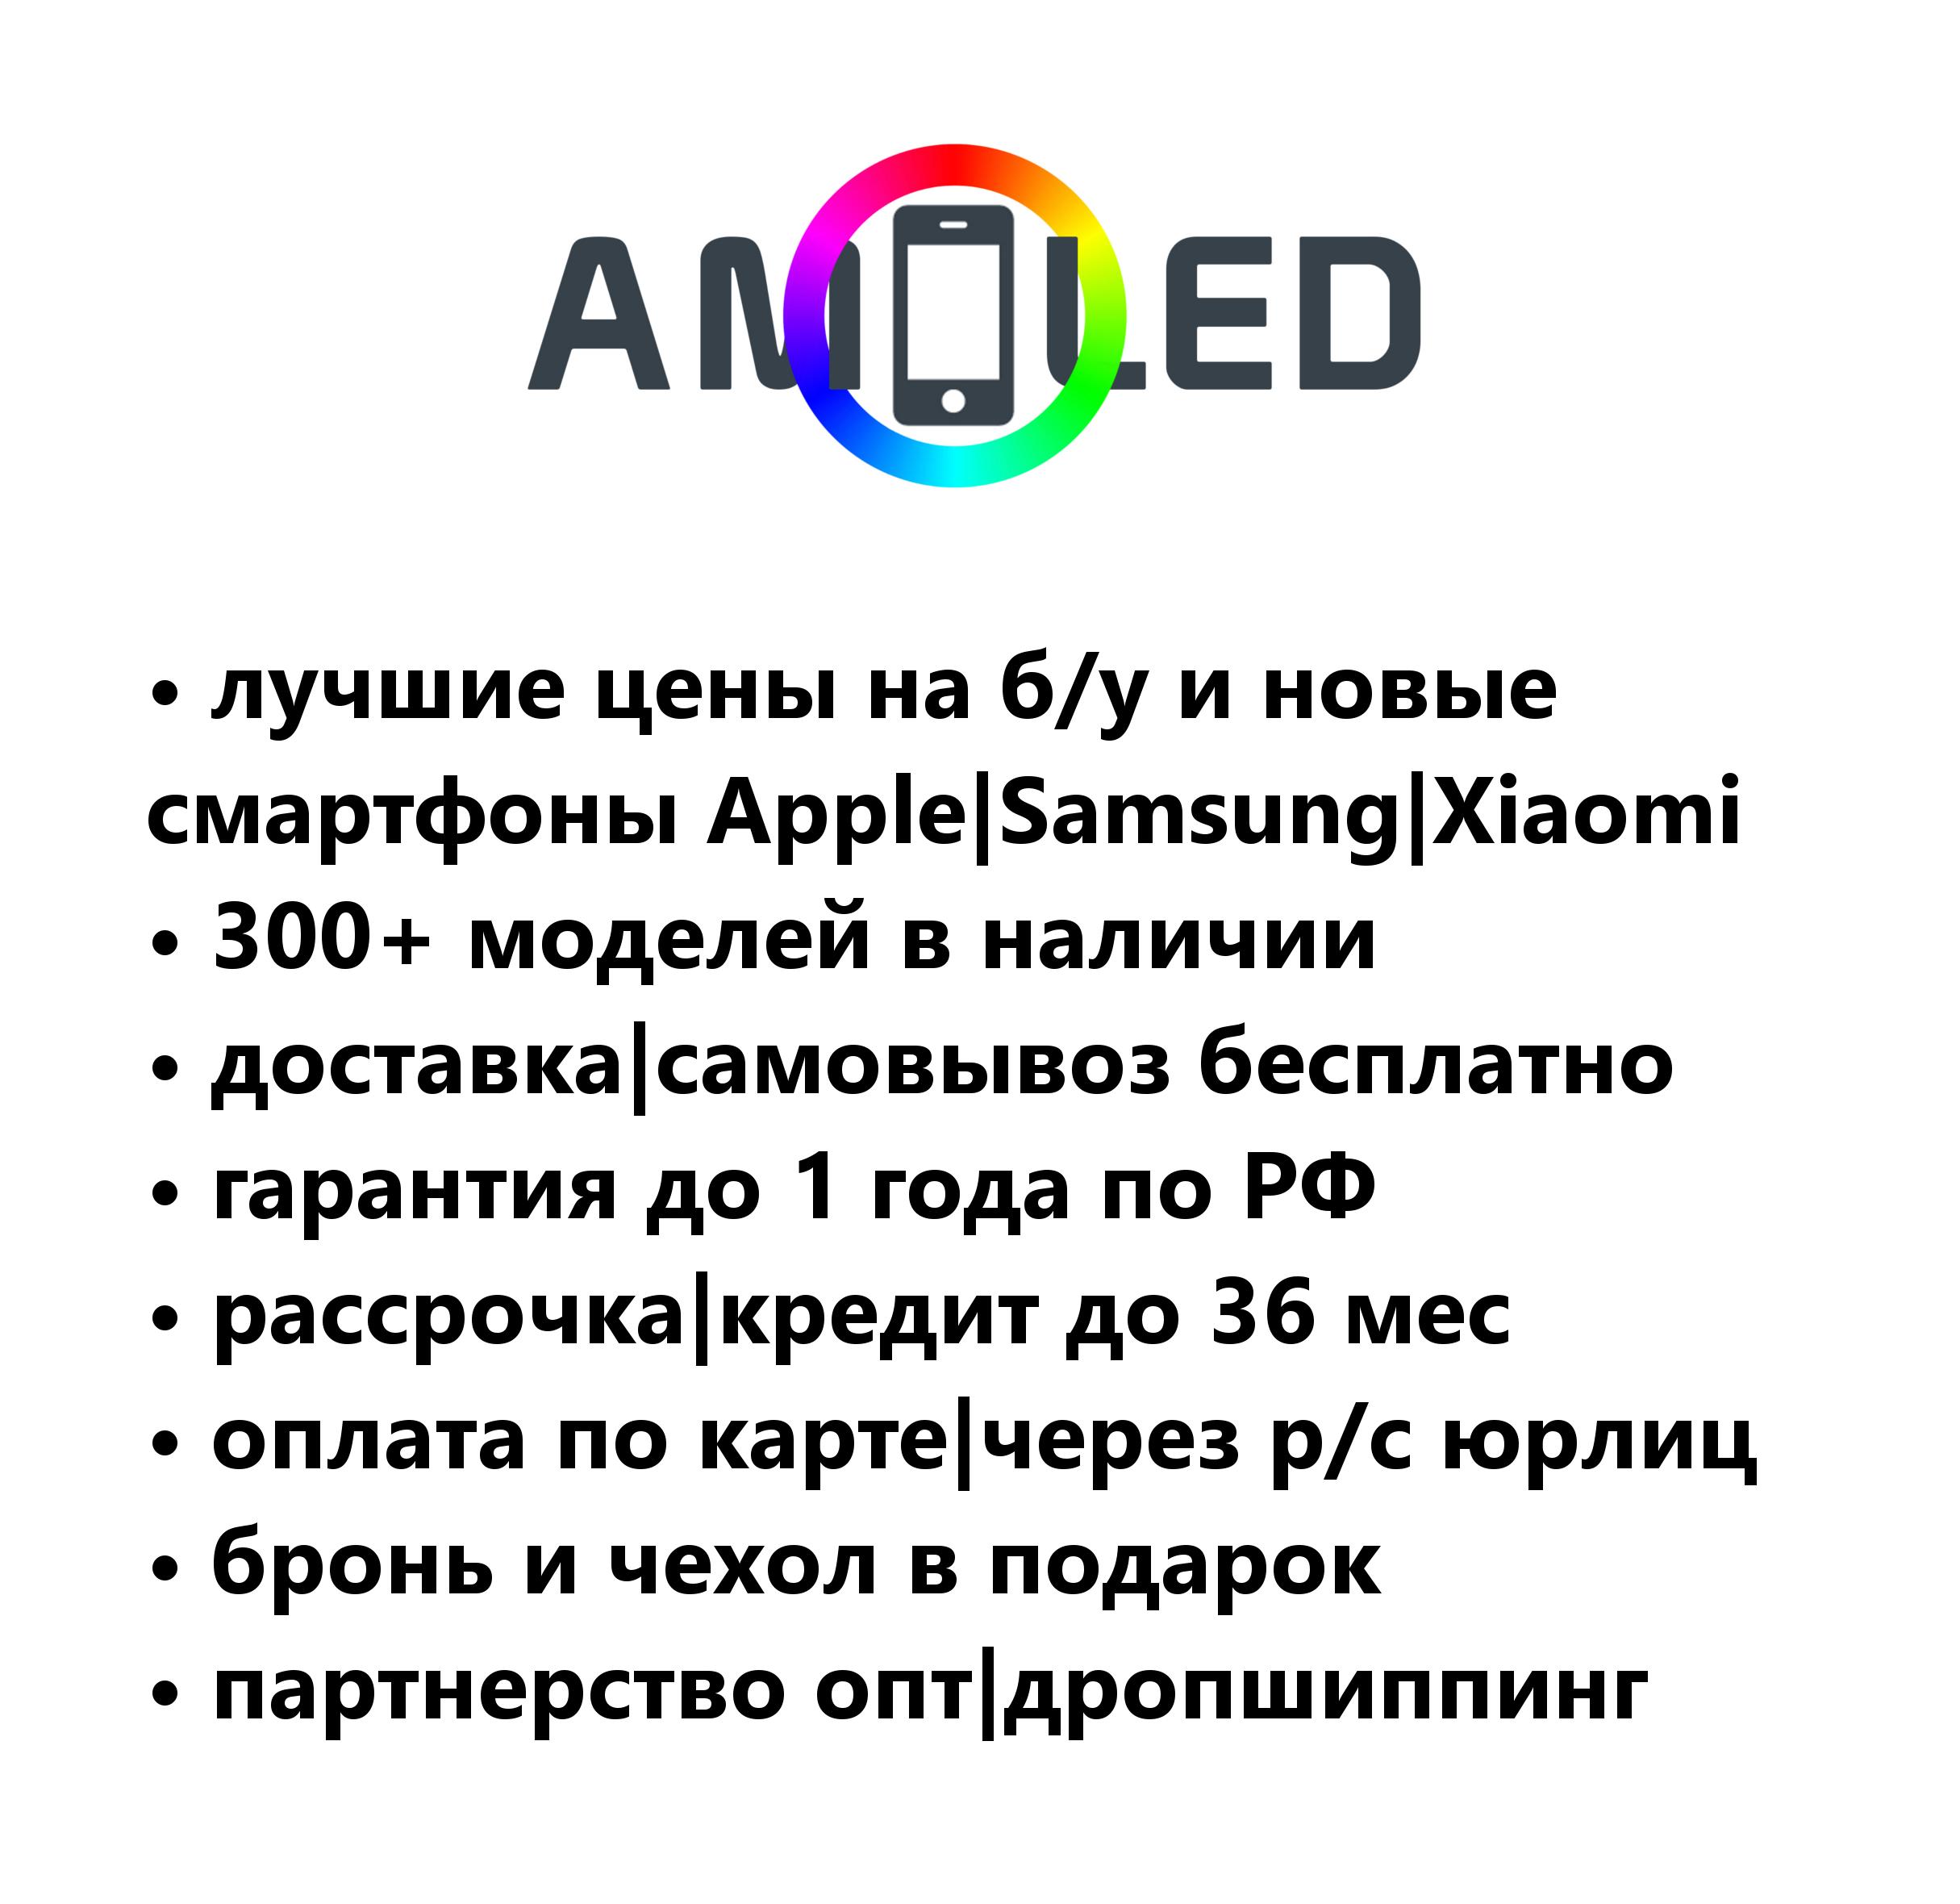 AMOLED
• лучшие цены на б/у и новые
смартфоны Apple|Samsung|Xiaomi
• 300+ моделей в наличии
• доставка|самовывоз бесплатно
• гарантия до 1 года по РФ
• рассрочка|кредит до 36 мес
• оплата по карте|через р/с юрлиц
• бронь и чехол в подарок
• партнерство опт|дропшиппинг